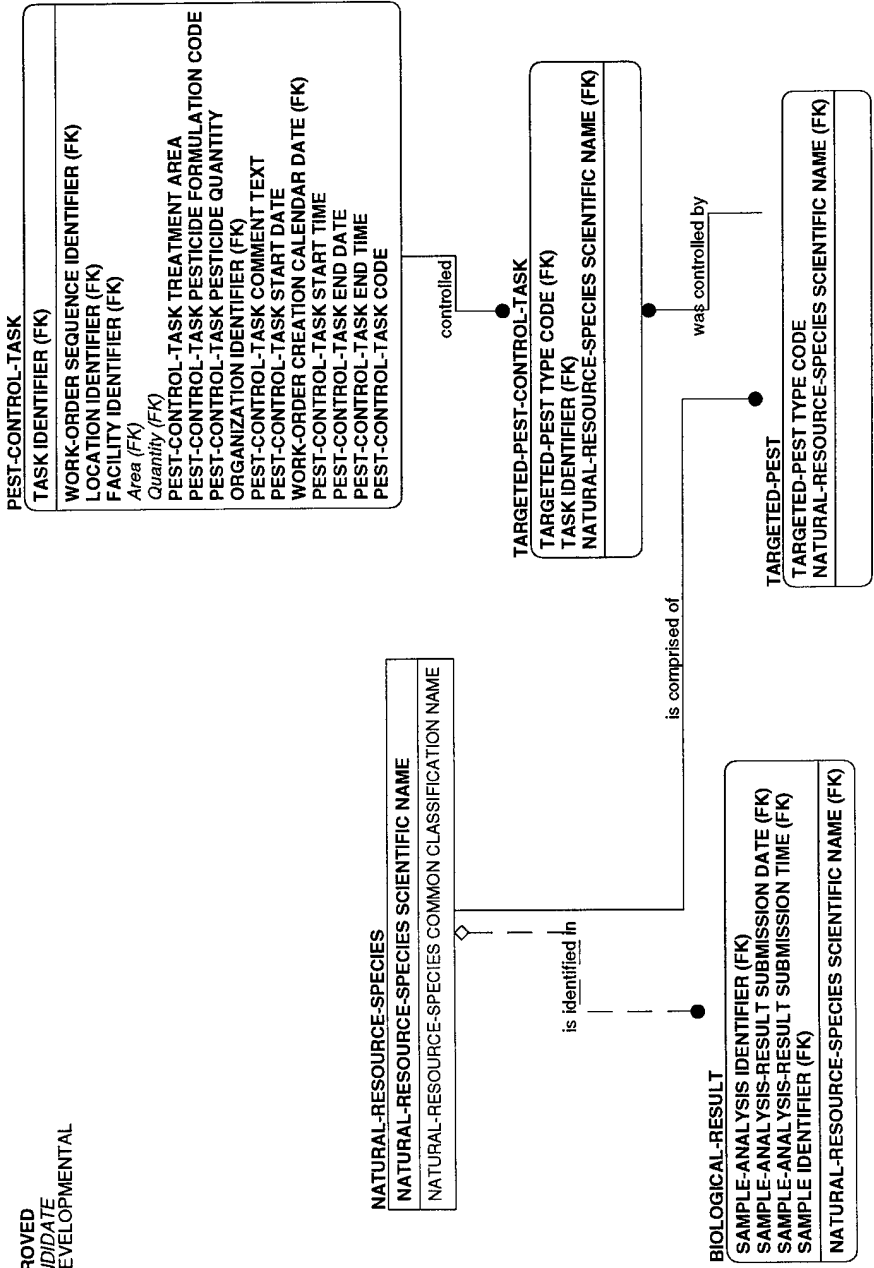 ROVED
NDIDATE
EVELOPMENTAL
PEST-CONTROL-TASK
TASK IDENTIFIER (FK)
WORK-ORDER SEQUENCE IDENTIFIER (FK)
LOCATION IDENTIFIER (FK)
FACILITY IDENTIFIER (FK)
Area (FK)
Quantity (FK)
PEST-CONTROL-TASK TREATMENT AREA
PEST-CONTROL-TASK PESTICIDE FORMULATION CODE
PEST-CONTROL-TASK PESTICIDE QUANTITY
ORGANIZATION IDENTIFIER (FK)
PEST-CONTROL-TASK COMMENT TEXT
PEST-CONTROL-TASK START DATE
WORK-ORDER CREATION CALENDAR DATE (FK)
PEST-CONTROL-TASK START TIME
PEST-CONTROL-TASK END DATE
PEST-CONTROL-TASK END TIME
PEST-CONTROL-TASK CODE
controlled
NATURAL-RESOURCE-SPECIES
NATURAL-RESOURCE-SPECIES SCIENTIFIC NAME
NATURAL-RESOURCE-SPECIES COMMON CLASSIFICATION NAME
TARGETED-PEST-CONTROL-TASK
TARGETED-PEST TYPE CODE (FK)
TASK IDENTIFIER (FK)
NATURAL-RESOURCE-SPECIES SCIENTIFIC NAME (FK)
is identified in
is comprised of
was controlled by
BIOLOGICAL-RESULT
SAMPLE-ANALYSIS IDENTIFIER (FK)
SAMPLE-ANALYSIS-RESULT SUBMISSION DATE (FK)
SAMPLE-ANALYSIS-RESULT SUBMISSION TIME (FK)
SAMPLE IDENTIFIER (FK)
NATURAL-RESOURCE-SPECIES SCIENTIFIC NAME (FK)
TARGETED-PEST
TARGETED-PEST TYPE CODE
NATURAL-RESOURCE-SPECIES SCIENTIFIC NAME (FK)